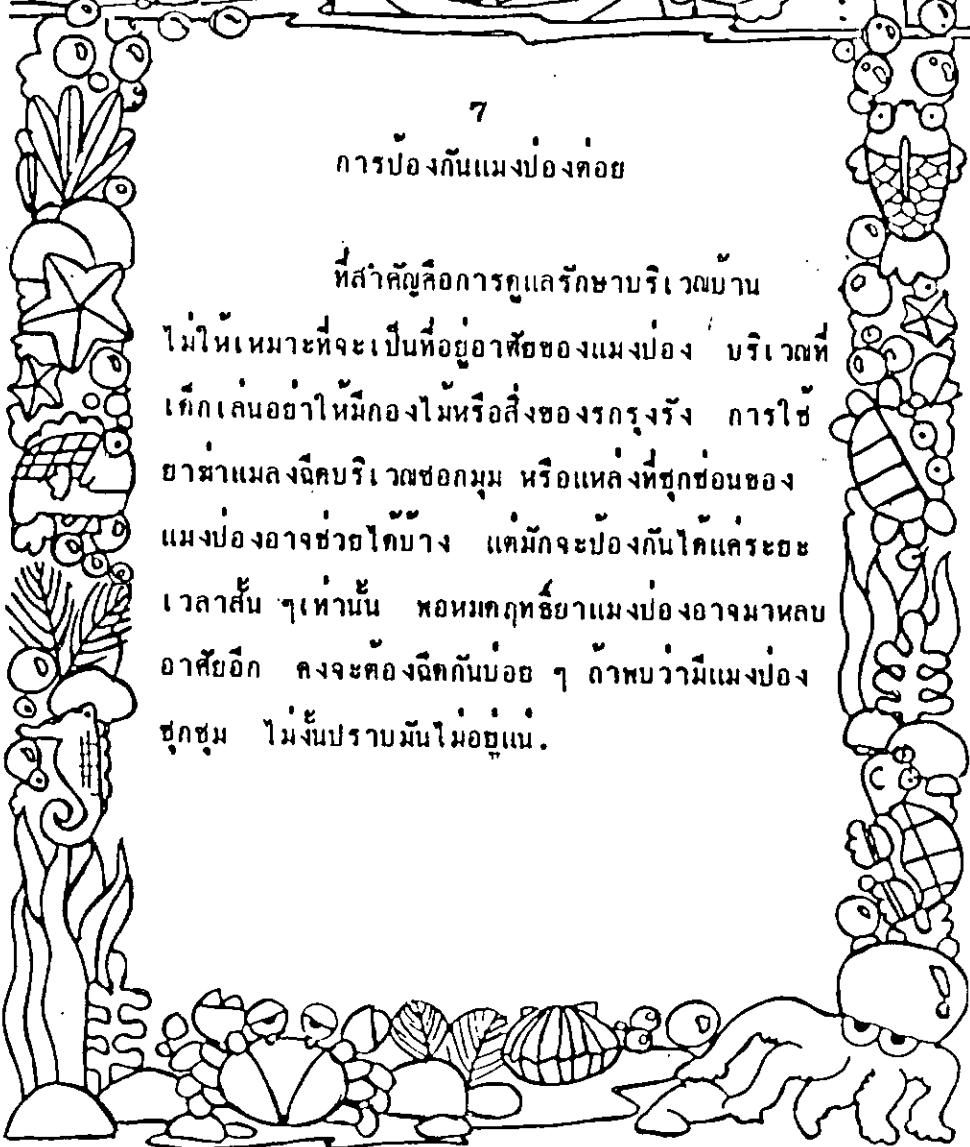 7
การป้องกันแมงป่องต่อย
ที่สำคัญคือการดูแลรักษาบริเวณบ้าน
ไม่ให้เหมาะที่จะเป็นที่อยู่อาศัยของแมงป่อง บริเวณที่
เด็กเล่นอย่าให้มีกองไม้หรือสิ่งของรกรุงรัง การใช้
ยาฆ่าแมลงฉีดบริเวณซอกมุม หรือแหล่งที่ซุกซ่อนของ
แมงป่องอาจช่วยได้บ้าง แต่มักจะป้องกันได้แค่ระยะ
เวลาสั้น ๆเท่านั้น พอหมดฤทธิ์ยาแมงป่องอาจมาหลบ
อาศัยอีก คงจะต้องฉีดกันบ่อย ๆ ถ้าพบว่ามีแมงป่อง
ชุกชุม ไม่งั้นปราบมันไม่อยู่แน่.